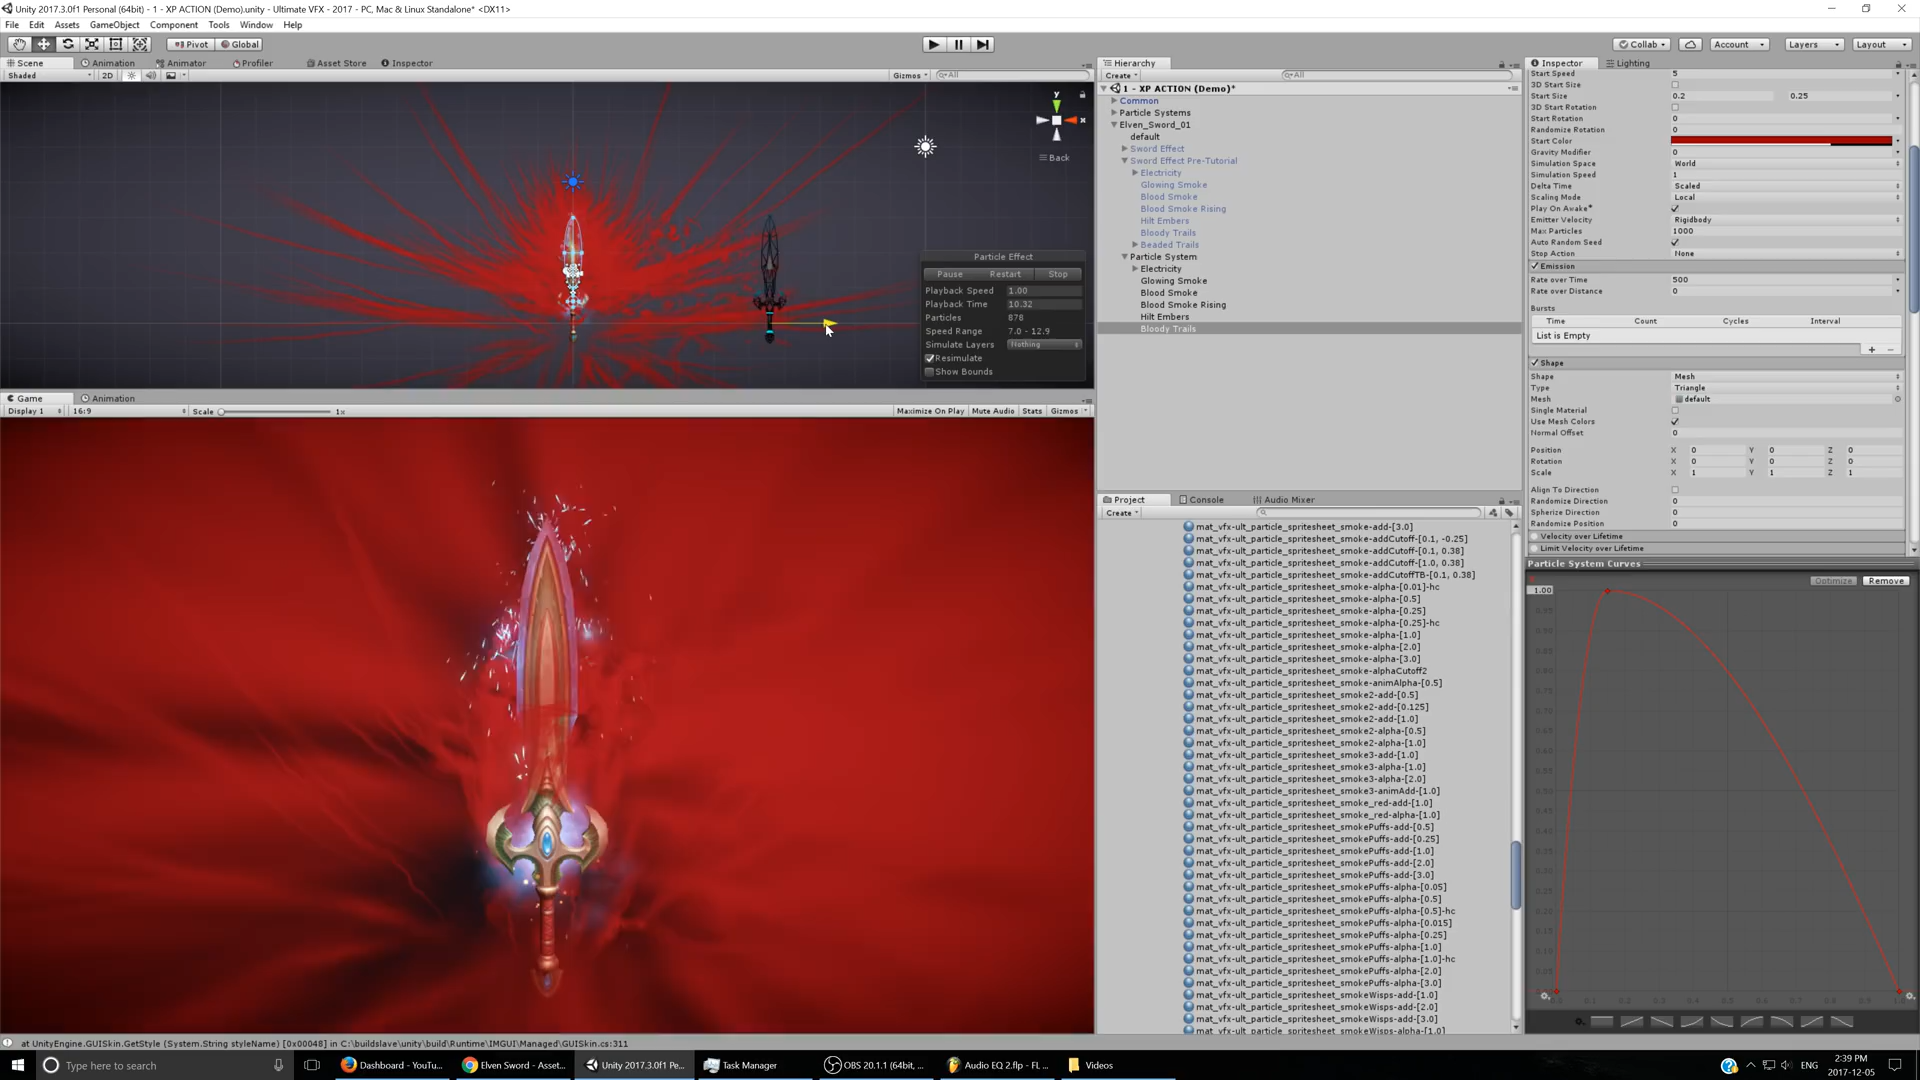 Unity 2017.3.0f1 Personal (64bit) - 1 - XP ACTION (Demo).unity - Ultimate VFX - 2017 - PC, Mac & Linux Standalone* <DX11>
File Edit Assets GameObject Component Tools Window Help
Pivot Global
Collab Account Layers Layout
Scene Animation Animator Profiler Asset Store Inspector
Shaded 2D Gizmos All
y
x
Back
Particle Effect
Pause Restart Stop
Playback Speed 1.00
Playback Time 10.32
Particles 878
Speed Range 7.0 - 12.9
Simulate Layers Nothing
Resimulate
Show Bounds
Game Animation
Display 1 16:9 Scale 1x Maximize On Play Mute Audio Stats Gizmos
Hierarchy
Create All
1 - XP ACTION (Demo)*
Common
Particle Systems
Elven_Sword_01
default
Sword Effect
Sword Effect Pre-Tutorial
Electricity
Glowing Smoke
Blood Smoke
Blood Smoke Rising
Hilt Embers
Bloody Trails
Beaded Trails
Particle System
Electricity
Glowing Smoke
Blood Smoke
Blood Smoke Rising
Hilt Embers
Bloody Trails
Project Console Audio Mixer
Create
mat_vfx-ult_particle_spritesheet_smoke-add-[3.0]
mat_vfx-ult_particle_spritesheet_smoke-addCutoff-[0.1, -0.25]
mat_vfx-ult_particle_spritesheet_smoke-addCutoff-[0.1, 0.38]
mat_vfx-ult_particle_spritesheet_smoke-addCutoff-[1.0, 0.38]
mat_vfx-ult_particle_spritesheet_smoke-addCutoffTB-[0.1, 0.38]
mat_vfx-ult_particle_spritesheet_smoke-alpha-[0.01]-hc
mat_vfx-ult_particle_spritesheet_smoke-alpha-[0.5]
mat_vfx-ult_particle_spritesheet_smoke-alpha-[0.25]
mat_vfx-ult_particle_spritesheet_smoke-alpha-[0.25]-hc
mat_vfx-ult_particle_spritesheet_smoke-alpha-[1.0]
mat_vfx-ult_particle_spritesheet_smoke-alpha-[2.0]
mat_vfx-ult_particle_spritesheet_smoke-alpha-[3.0]
mat_vfx-ult_particle_spritesheet_smoke-alphaCutoff2
mat_vfx-ult_particle_spritesheet_smoke-animAlpha-[0.5]
mat_vfx-ult_particle_spritesheet_smoke2-add-[0.5]
mat_vfx-ult_particle_spritesheet_smoke2-add-[0.125]
mat_vfx-ult_particle_spritesheet_smoke2-add-[1.0]
mat_vfx-ult_particle_spritesheet_smoke2-alpha-[0.5]
mat_vfx-ult_particle_spritesheet_smoke2-alpha-[1.0]
mat_vfx-ult_particle_spritesheet_smoke3-add-[1.0]
mat_vfx-ult_particle_spritesheet_smoke3-alpha-[1.0]
mat_vfx-ult_particle_spritesheet_smoke3-alpha-[2.0]
mat_vfx-ult_particle_spritesheet_smoke3-animAdd-[1.0]
mat_vfx-ult_particle_spritesheet_smoke_red-add-[1.0]
mat_vfx-ult_particle_spritesheet_smoke_red-alpha-[1.0]
mat_vfx-ult_particle_spritesheet_smokePuffs-add-[0.5]
mat_vfx-ult_particle_spritesheet_smokePuffs-add-[0.25]
mat_vfx-ult_particle_spritesheet_smokePuffs-add-[1.0]
mat_vfx-ult_particle_spritesheet_smokePuffs-add-[2.0]
mat_vfx-ult_particle_spritesheet_smokePuffs-add-[3.0]
mat_vfx-ult_particle_spritesheet_smokePuffs-alpha-[0.05]
mat_vfx-ult_particle_spritesheet_smokePuffs-alpha-[0.5]
mat_vfx-ult_particle_spritesheet_smokePuffs-alpha-[0.5]-hc
mat_vfx-ult_particle_spritesheet_smokePuffs-alpha-[0.015]
mat_vfx-ult_particle_spritesheet_smokePuffs-alpha-[0.25]
mat_vfx-ult_particle_spritesheet_smokePuffs-alpha-[1.0]
mat_vfx-ult_particle_spritesheet_smokePuffs-alpha-[1.0]-hc
mat_vfx-ult_particle_spritesheet_smokePuffs-alpha-[2.0]
mat_vfx-ult_particle_spritesheet_smokePuffs-alpha-[3.0]
mat_vfx-ult_particle_spritesheet_smokeWisps-add-[1.0]
mat_vfx-ult_particle_spritesheet_smokeWisps-add-[2.0]
mat_vfx-ult_particle_spritesheet_smokeWisps-add-[3.0]
mat_vfx-ult_particle_spritesheet_smokeWisps-alpha-[1.0]
Inspector Lighting
Start Speed 5
3D Start Size
Start Size 0.2 0.25
3D Start Rotation
Start Rotation 0
Randomize Rotation 0
Start Color
Gravity Modifier 0
Simulation Space World
Simulation Speed 1
Delta Time Scaled
Scaling Mode Local
Play On Awake*
Emitter Velocity Rigidbody
Max Particles 1000
Auto Random Seed
Stop Action None
Emission
Rate over Time 500
Rate over Distance 0
Bursts
Time Count Cycles Interval
List is Empty
Shape
Shape Mesh
Type Triangle
Mesh default
Single Material
Use Mesh Colors
Normal Offset 0
Position X 0 Y 0 Z 0
Rotation X 0 Y 0 Z 0
Scale X 1 Y 1 Z 1
Align To Direction
Randomize Direction 0
Spherize Direction 0
Randomize Position 0
Velocity over Lifetime
Limit Velocity over Lifetime
Particle System Curves
Optimize Remove
1.00
at UnityEngine.GUISkin.GetStyle (System.String styleName) [0x00048] in C:\buildslave\unity\build\Runtime\IMGUI\Managed\GUISkin.cs:311
Type here to search
Dashboard - YouTu... Elven Sword - Asset... Unity 2017.3.0f1 Pe... Task Manager OBS 20.1.1 (64bit, ... Audio EQ 2.flp - FL ... Videos
ENG
2:39 PM
2017-12-05